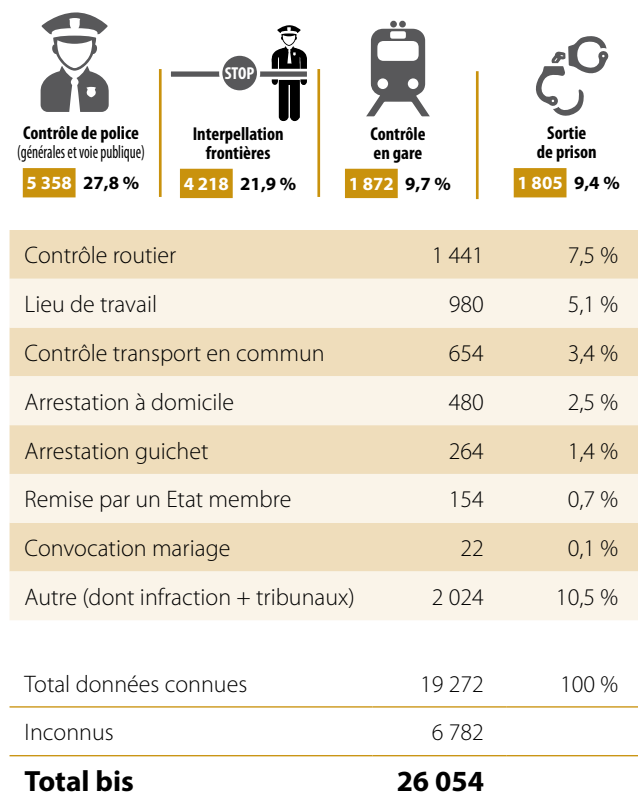 STOP
Contrôle de police
(générales et voie publique)
5 358 27,8 %
Interpellation
frontières
4 218 21,9 %
Contrôle
en gare
1 872 9,7 %
Sortie
de prison
1 805 9,4 %
Contrôle routier 1 441 7,5 %
Lieu de travail 980 5,1 %
Contrôle transport en commun 654 3,4 %
Arrestation à domicile 480 2,5 %
Arrestation guichet 264 1,4 %
Remise par un Etat membre 154 0,7 %
Convocation mariage 22 0,1 %
Autre (dont infraction + tribunaux) 2 024 10,5 %
Total données connues 19 272 100 %
Inconnus 6 782
Total bis 26 054